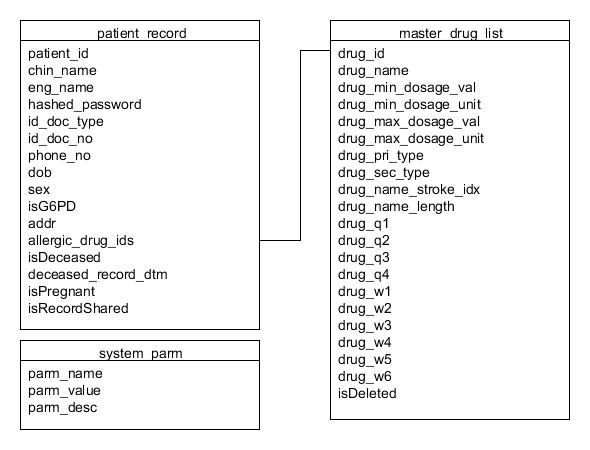 patient_record
patient_id
chin_name
eng_name
hashed_password
id_doc_type
id_doc_no
phone_no
dob
sex
isG6PD
addr
allergic_drug_ids
isDeceased
deceased_record_dtm
isPregnant
isRecordShared
system_parm
parm_name
parm_value
parm_desc
master_drug_list
drug_id
drug_name
drug_min_dosage_val
drug_min_dosage_unit
drug_max_dosage_val
drug_max_dosage_unit
drug_pri_type
drug_sec_type
drug_name_stroke_idx
drug_name_length
drug_q1
drug_q2
drug_q3
drug_q4
drug_w1
drug_w2
drug_w3
drug_w4
drug_w5
drug_w6
isDeleted